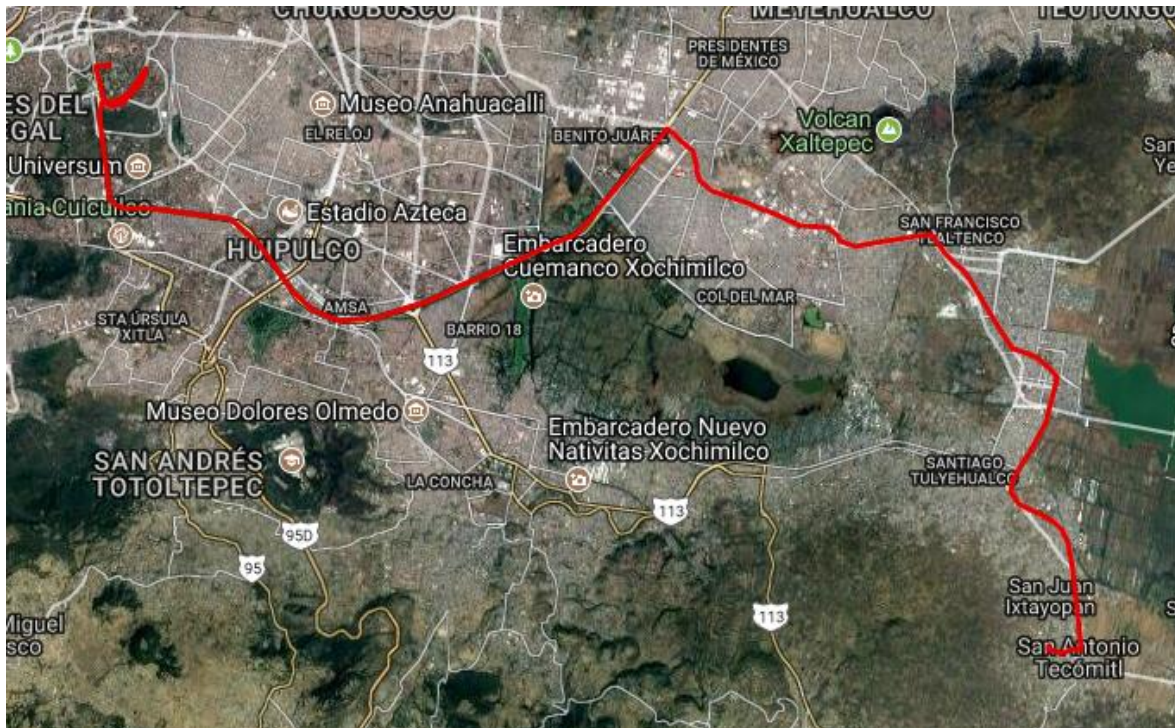 CHURUBUSCO
MEYEHUALCO
PRESIDENTES
DE MÉXICO
Museo Anahuacalli
EL RELOJ
BENITO JUÁREZ
Volcan
Xaltepec
ES DEL
EGAL
Universum
San
Ye
ania Cuicuilco
Estadio Azteca
SAN FRANCISCO
TLALTENCO
HUIPULCO
Embarcadero
Cuemanco Xochimilco
COL DEL MAR
AMSA
STA ÚRSULA
XITLA
BARRIO 18
113
Museo Dolores Olmedo
Embarcadero Nuevo
Nativitas Xochimilco
SAN ANDRÉS
TOTOLTEPEC
LA CONCHA
SANTIAGO
TULYEHUALCO
113
95D
95
San Juan
Ixtayopan
S
Miguel
sco
113
San Antonio
Tecómitl